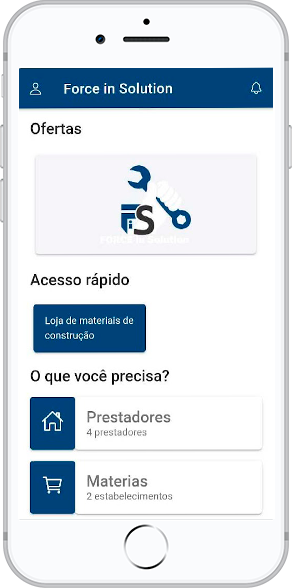 Force in Solution
Ofertas
FS
FORCE in Solution
Acesso rápido
Loja de materiais de
construção
O que você precisa?
Prestadores
4 prestadores
Materias
2 estabelecimentos